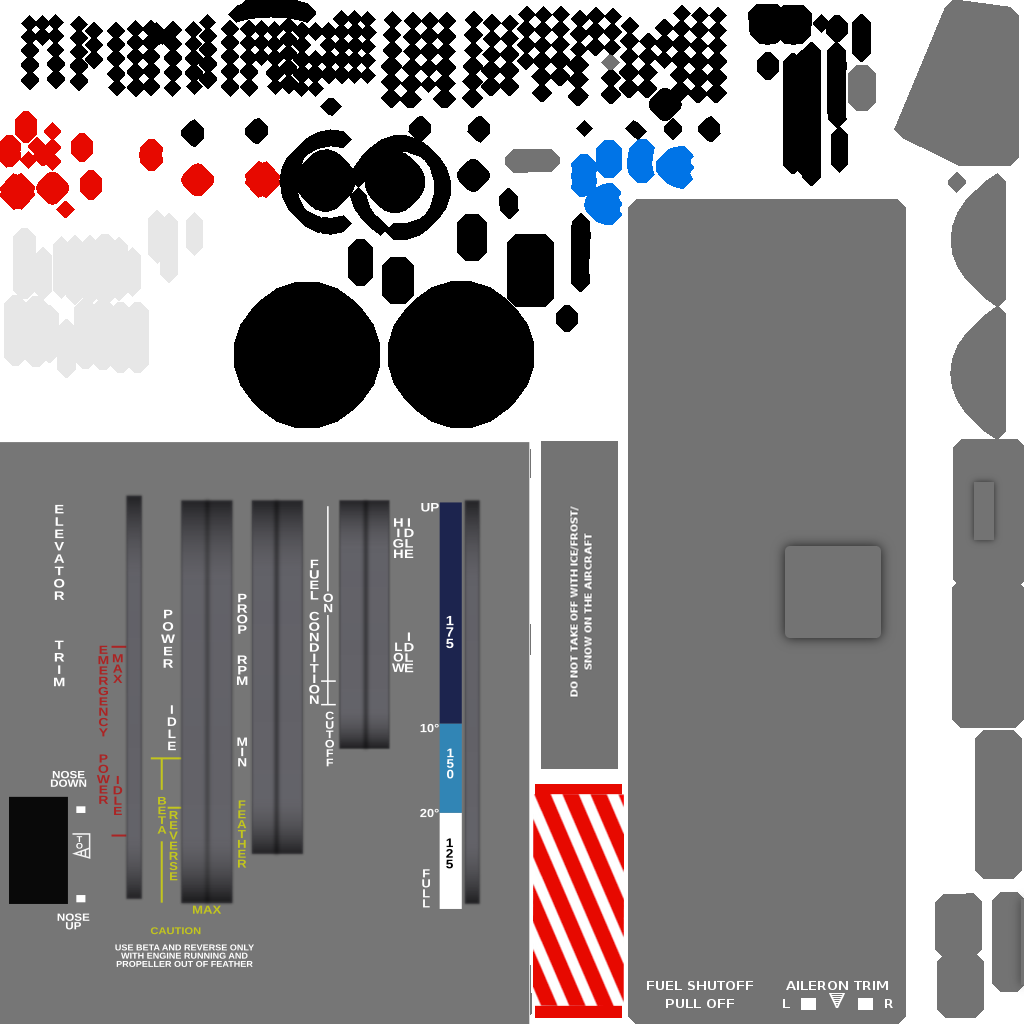 ELEVATOR TRIM
NOSE DOWN
TO
NOSE UP
EMERGENCY POWER
MAX
IDLE
POWER
IDLE
BETA
REVERSE
MAX
CAUTION
USE BETA AND REVERSE ONLY
WITH ENGINE RUNNING AND
PROPELLER OUT OF FEATHER
PROP RPM
MIN
FEATHER
FUEL CONDITION
ON
CUTOFF
HIGH IDLE
LOW IDLE
UP
175
10°
150
20°
125
FULL
DO NOT TAKE OFF WITH ICE/FROST/
SNOW ON THE AIRCRAFT
FUEL SHUTOFF
PULL OFF
AILERON TRIM
L
R